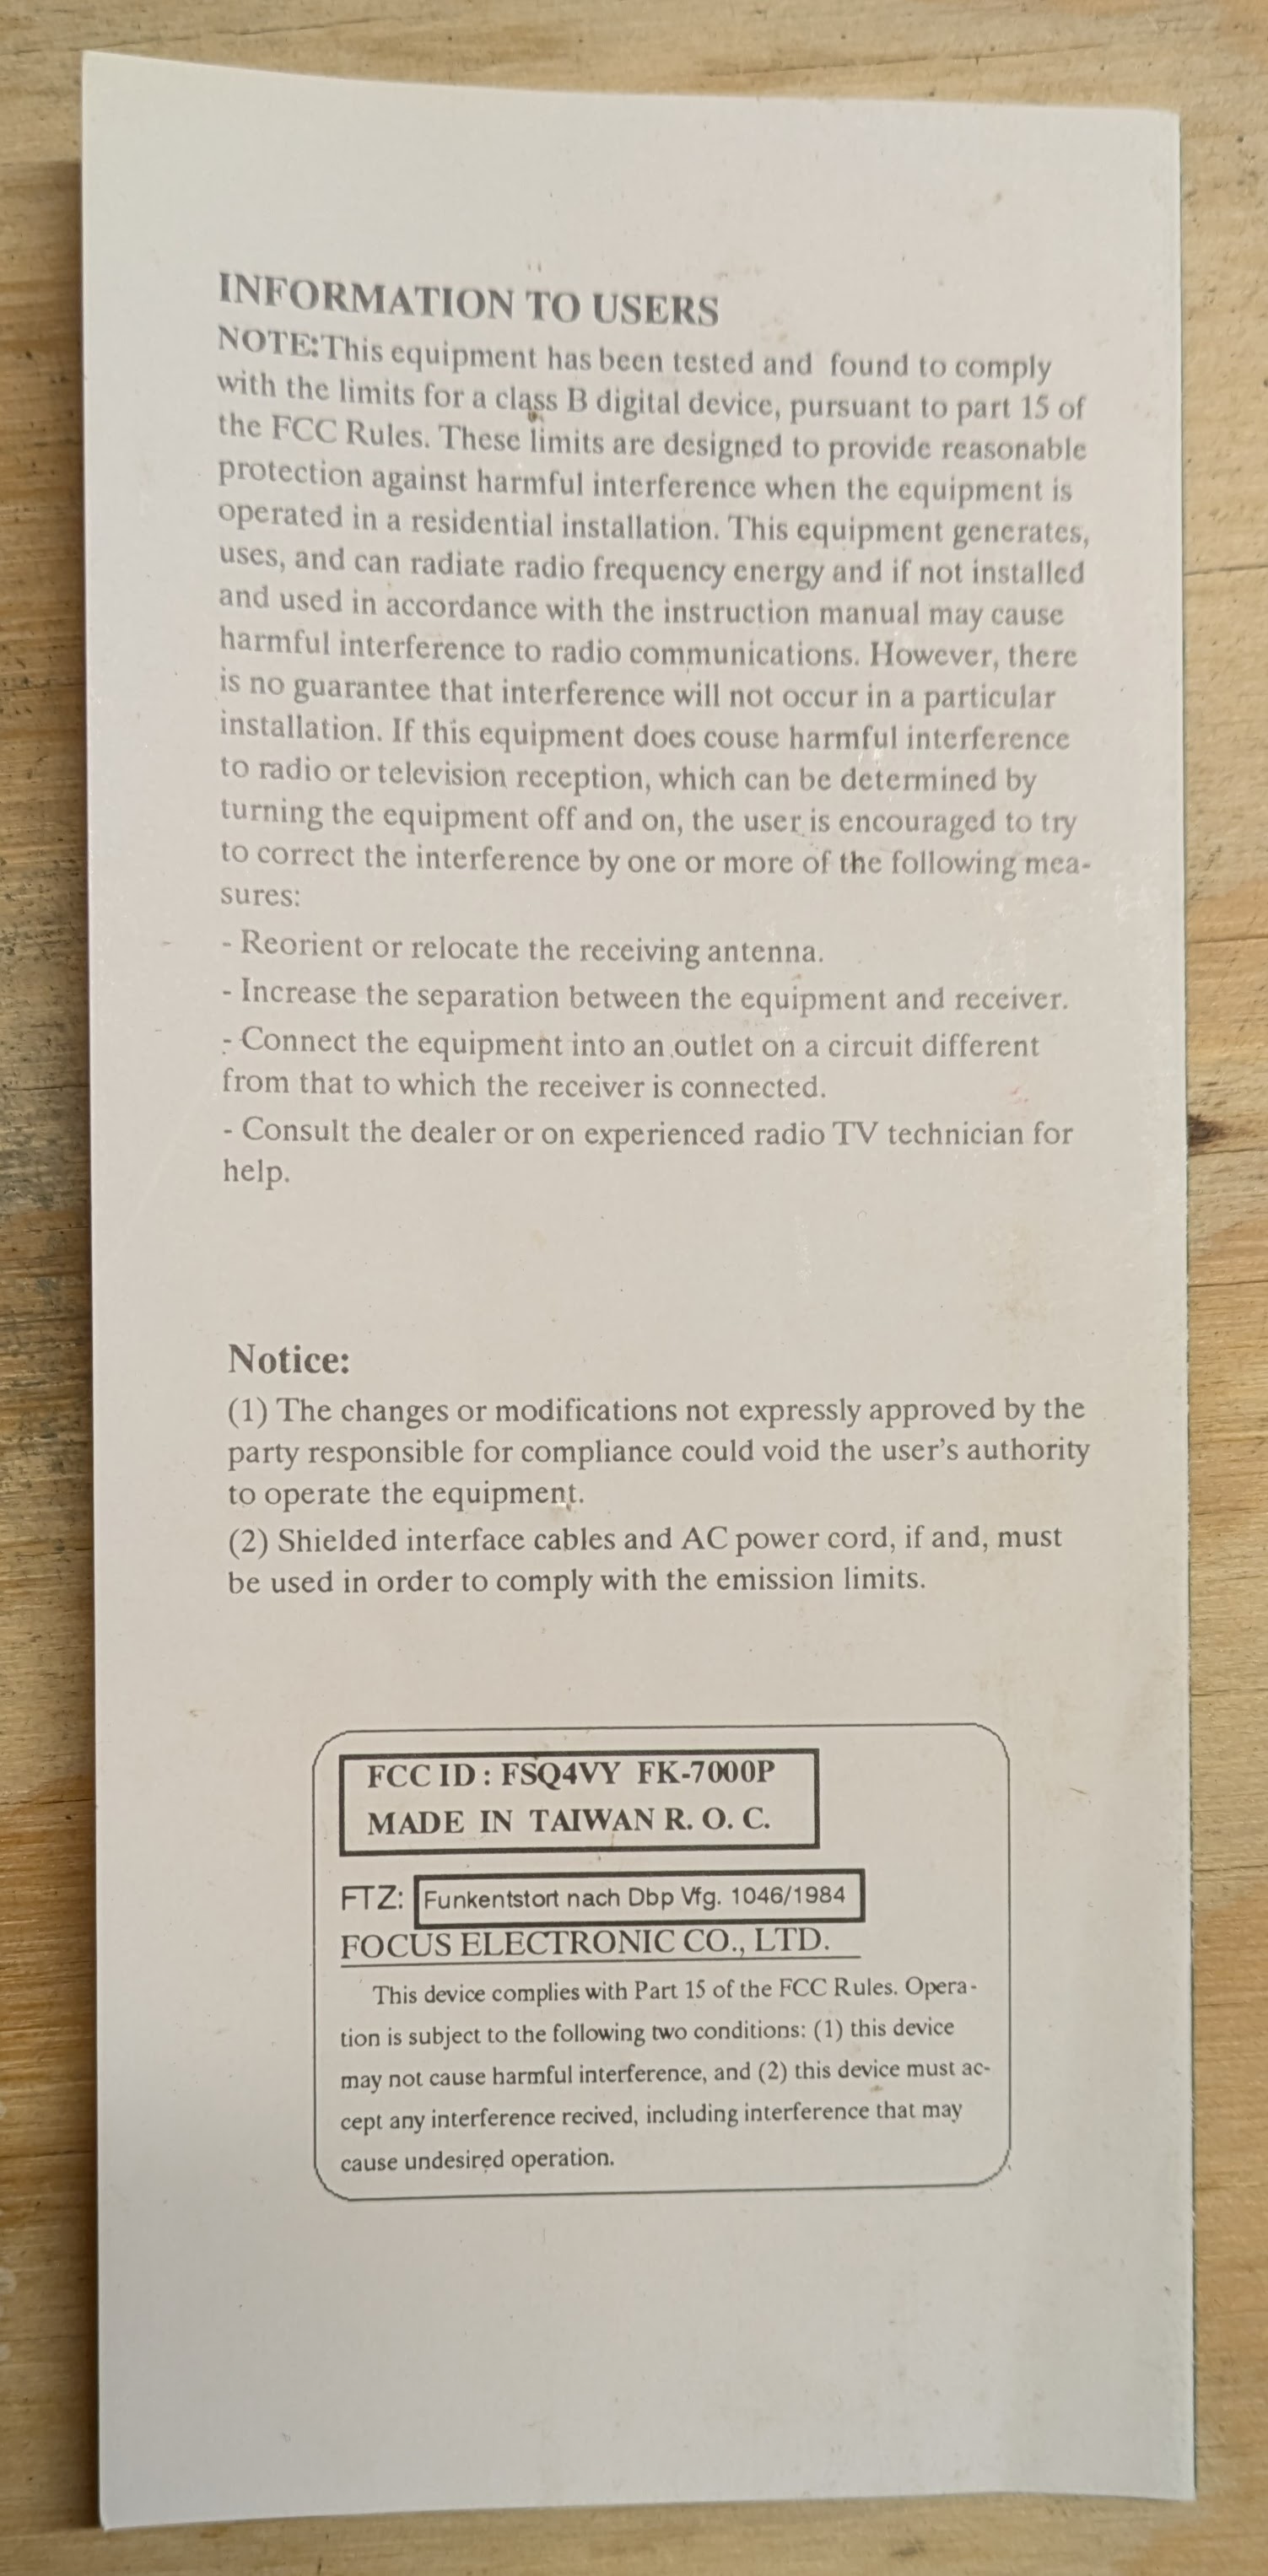 INFORMATION TO USERS
NOTE:This equipment has been tested and found to comply
with the limits for a class B digital device, pursuant to part 15 of
the FCC Rules. These limits are designed to provide reasonable
protection against harmful interference when the equipment is
operated in a residential installation. This equipment generates,
uses, and can radiate radio frequency energy and if not installed
and used in accordance with the instruction manual may cause
harmful interference to radio communications. However, there
is no guarantee that interference will not occur in a particular
installation. If this equipment does couse harmful interference
to radio or television reception, which can be determined by
turning the equipment off and on, the user is encouraged to try
to correct the interference by one or more of the following mea-
sures:
- Reorient or relocate the receiving antenna.
- Increase the separation between the equipment and receiver.
- Connect the equipment into an outlet on a circuit different
from that to which the receiver is connected.
- Consult the dealer or on experienced radio TV technician for
help.
Notice:
(1) The changes or modifications not expressly approved by the
party responsible for compliance could void the user's authority
to operate the equipment.
(2) Shielded interface cables and AC power cord, if and, must
be used in order to comply with the emission limits.
FCC ID : FSQ4VY FK-7000P
MADE IN TAIWAN R. O. C.
FTZ: Funkentstort nach Dbp Vfg. 1046/1984
FOCUS ELECTRONIC CO., LTD.
This device complies with Part 15 of the FCC Rules. Opera-
tion is subject to the following two conditions: (1) this device
may not cause harmful interference, and (2) this device must ac-
cept any interference recived, including interference that may
cause undesired operation.